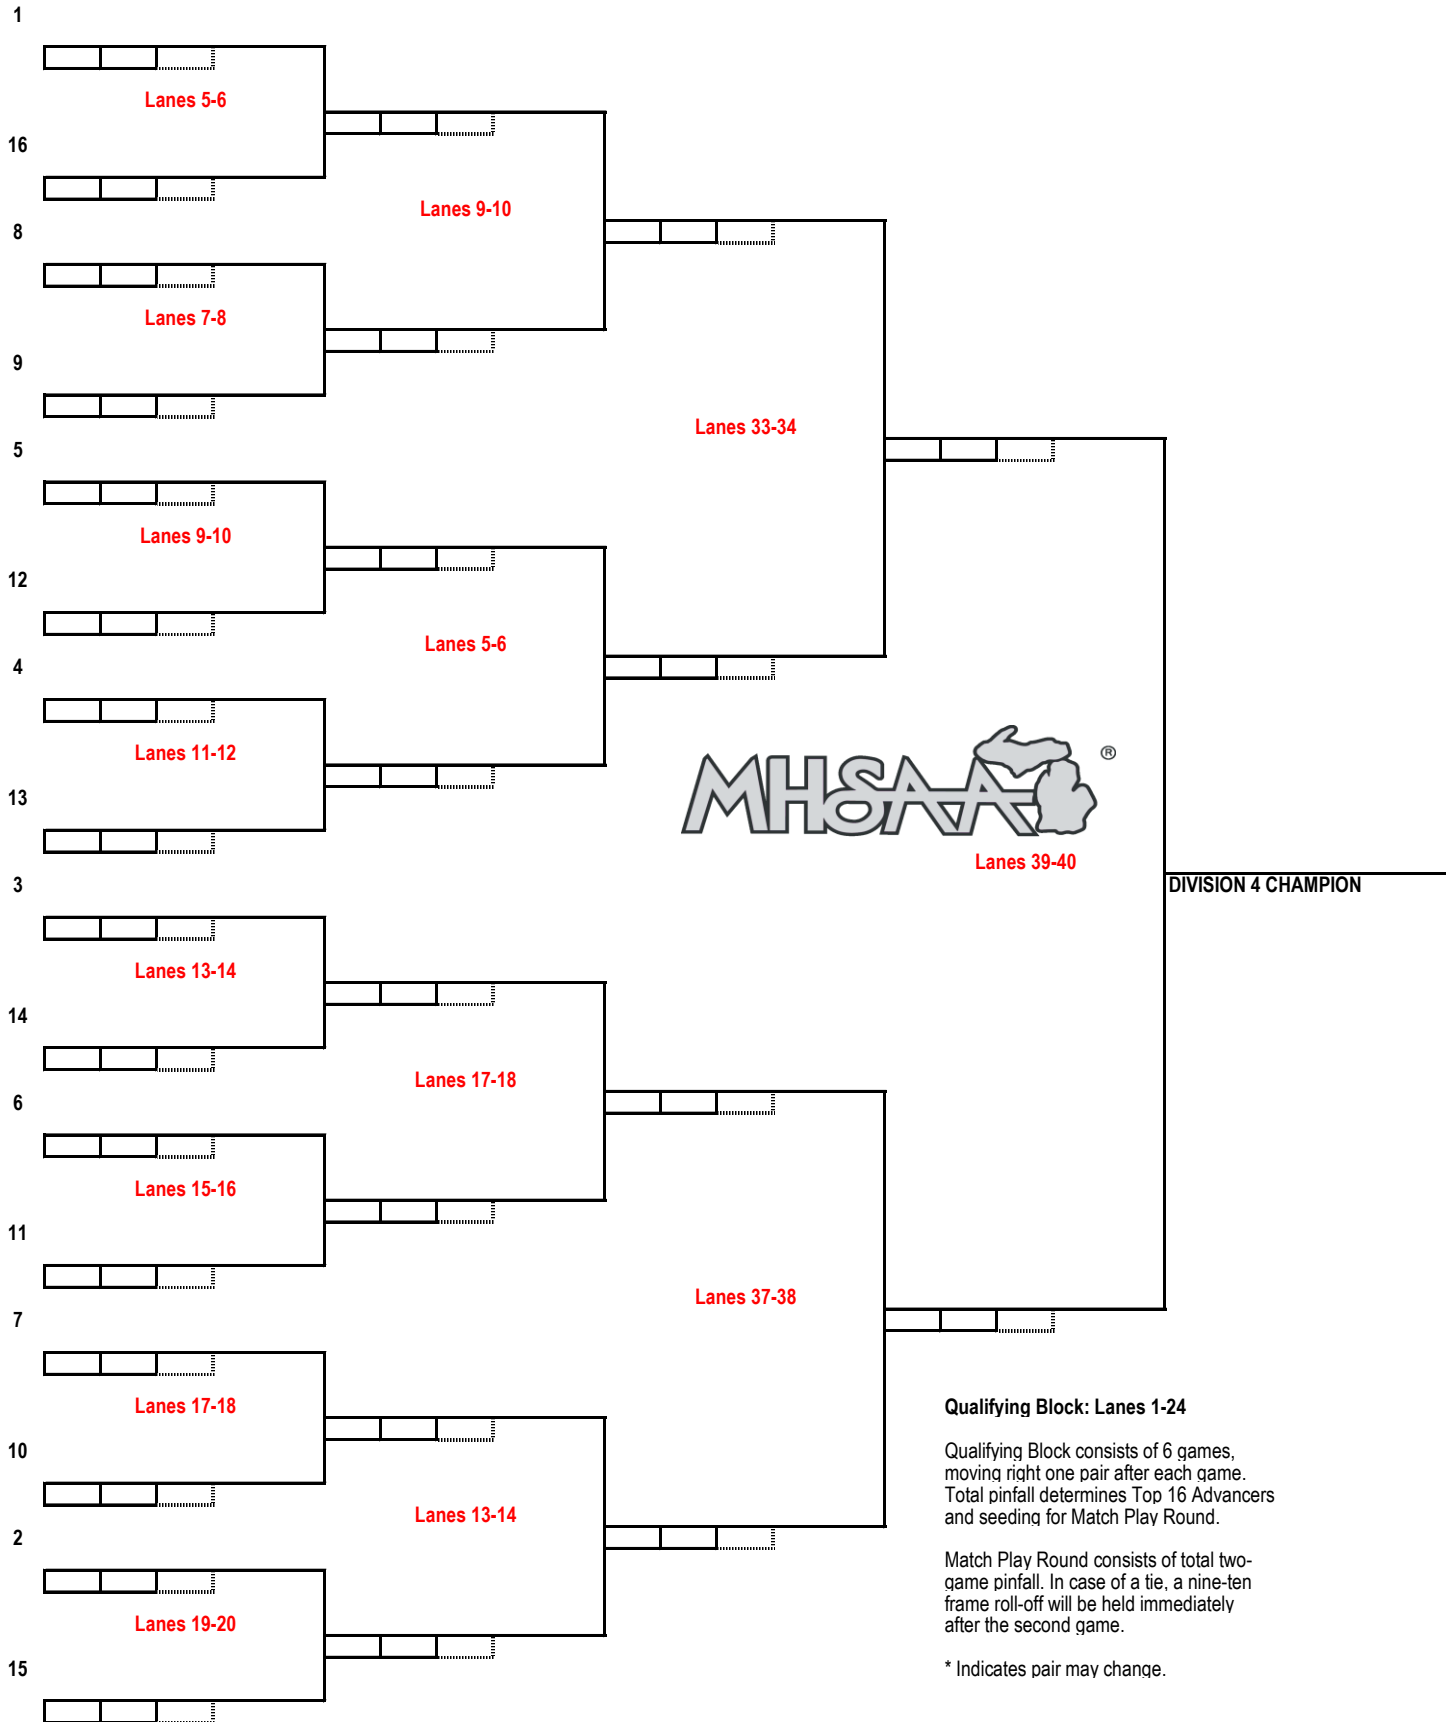 1
Lanes 5-6
16
Lanes 9-10
8
Lanes 7-8
9
Lanes 33-34
5
Lanes 9-10
12
Lanes 5-6
4
Lanes 11-12
MHSAA®
13
Lanes 39-40
3
DIVISION 4 CHAMPION
Lanes 13-14
14
Lanes 17-18
6
Lanes 15-16
11
Lanes 37-38
7
Lanes 17-18
10
Lanes 13-14
2
Lanes 19-20
15
Qualifying Block: Lanes 1-24
Qualifying Block consists of 6 games,
moving right one pair after each game.
Total pinfall determines Top 16 Advancers
and seeding for Match Play Round.
Match Play Round consists of total two-
game pinfall. In case of a tie, a nine-ten
frame roll-off will be held immediately
after the second game.
* Indicates pair may change.